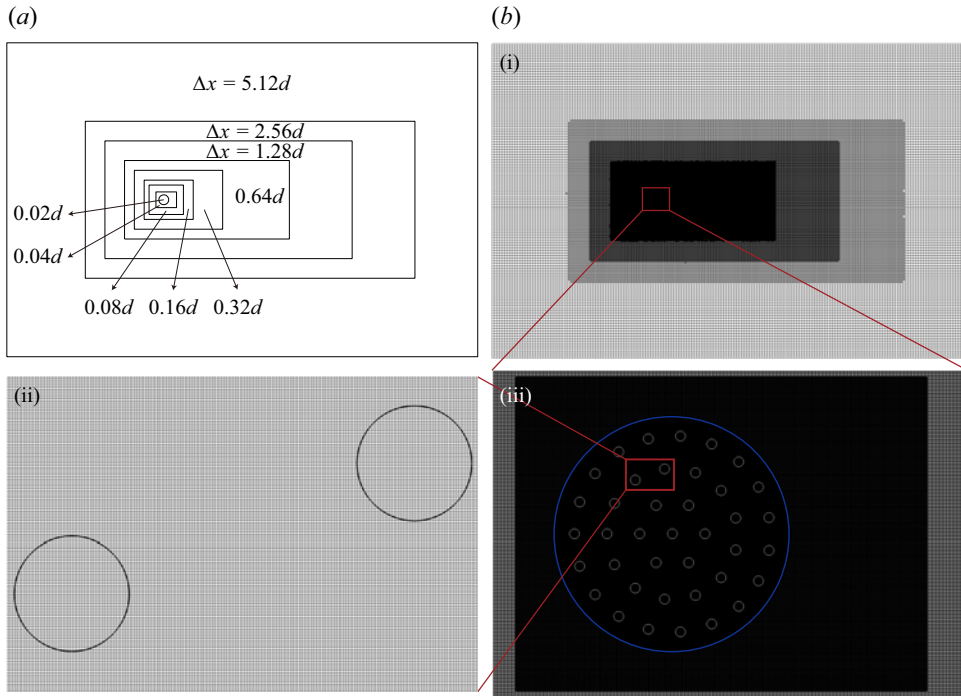 (a)
Δx = 5.12d
Δx = 2.56d
Δx = 1.28d
0.64d
0.02d
0.04d
0.08d 0.16d 0.32d
(b)
(i)
(ii)
(iii)